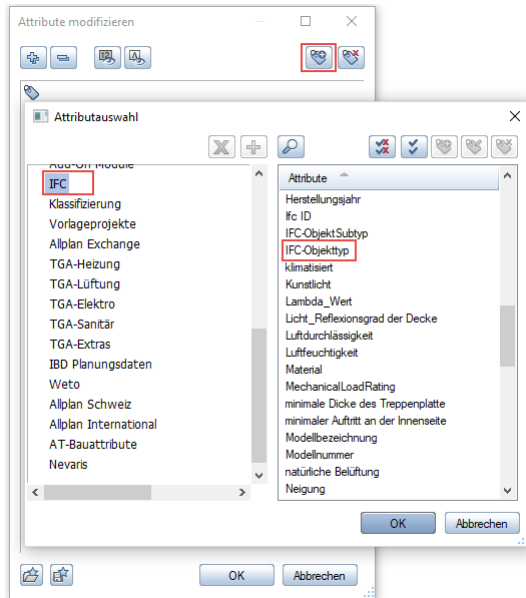 Attribute modifizieren
Attributauswahl
Add-On Module
IFC
Klassifizierung
Vorlageprojekte
Allplan Exchange
TGA-Heizung
TGA-Lüftung
TGA-Elektro
TGA-Sanitär
TGA-Extras
IBD Planungsdaten
Weto
Allplan Schweiz
Allplan International
AT-Bauattribute
Nevaris
Attribute
Herstellungsjahr
Ifc ID
IFC-ObjektSubtyp
IFC-Objekttyp
klimatisiert
Kunstlicht
Lambda_Wert
Licht_Reflexionsgrad der Decke
Luftdurchlässigkeit
Luftfeuchtigkeit
Material
MechanicalLoadRating
minimale Dicke des Treppenplatte
minimaler Auftritt an der Innenseite
Modellbezeichnung
Modellnummer
natürliche Belüftung
Neigung
OK Abbrechen
OK Abbrechen